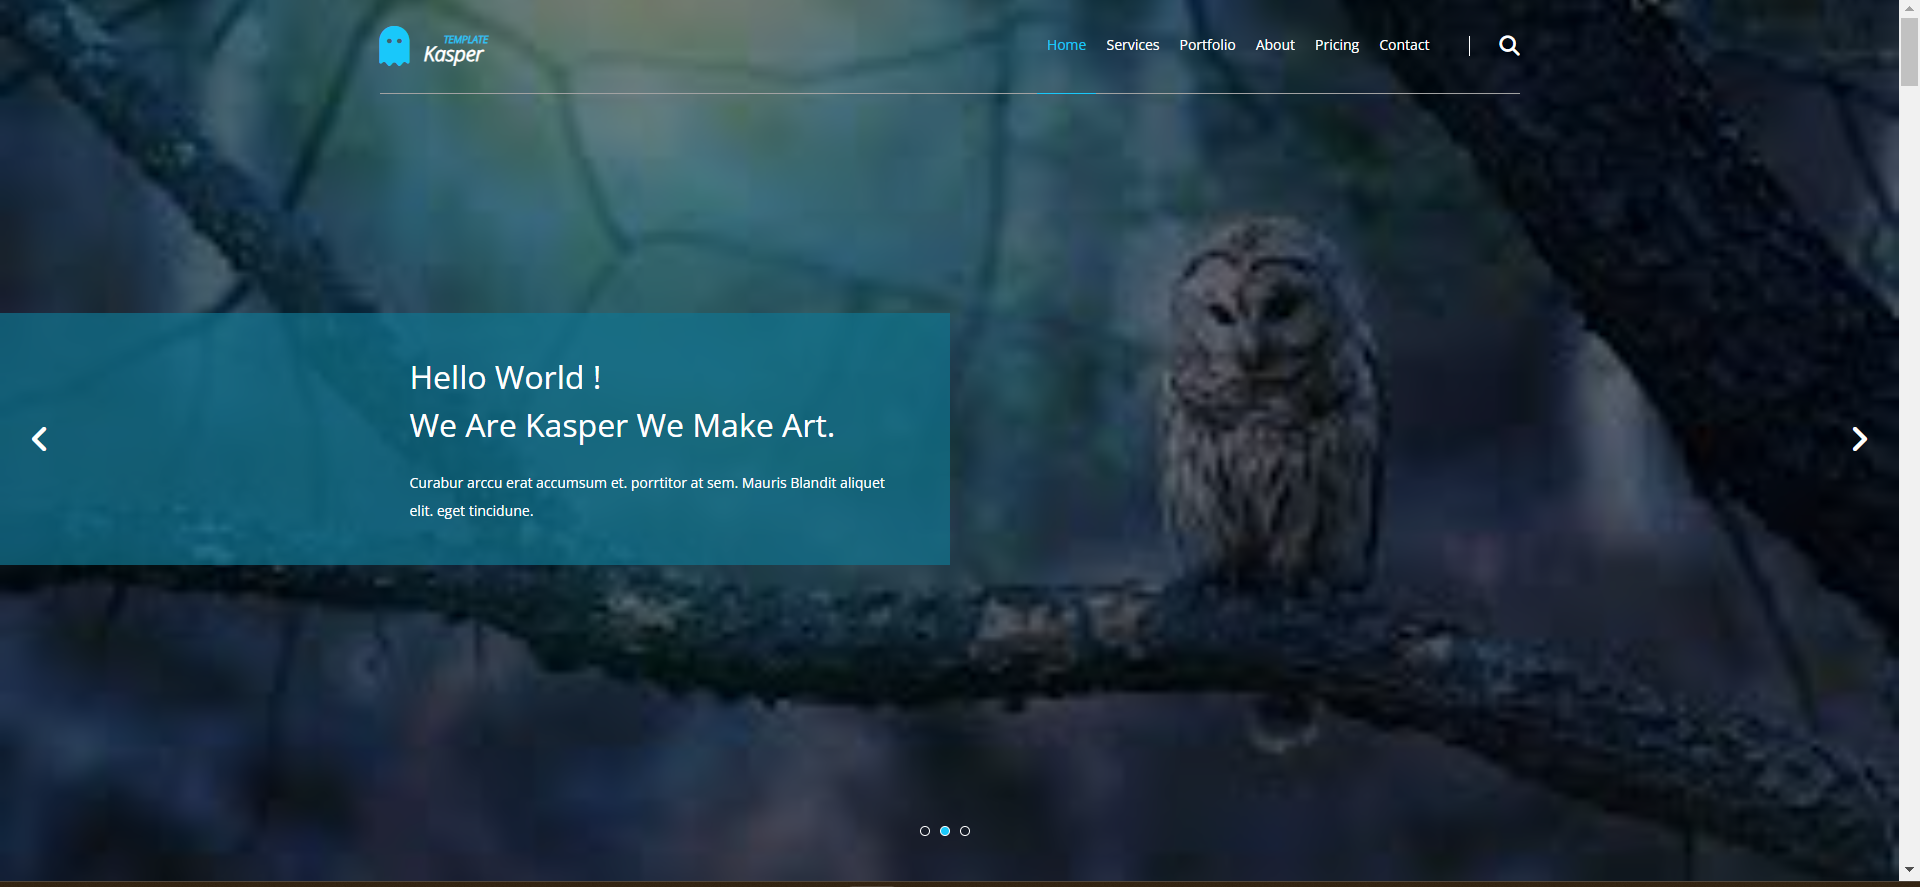 TEMPLATE
Kasper
Home Services Portfolio About Pricing Contact
Hello World !
We Are Kasper We Make Art.
Curabur arccu erat accumsum et. porrtitor at sem. Mauris Blandit aliquet
elit. eget tincidune.